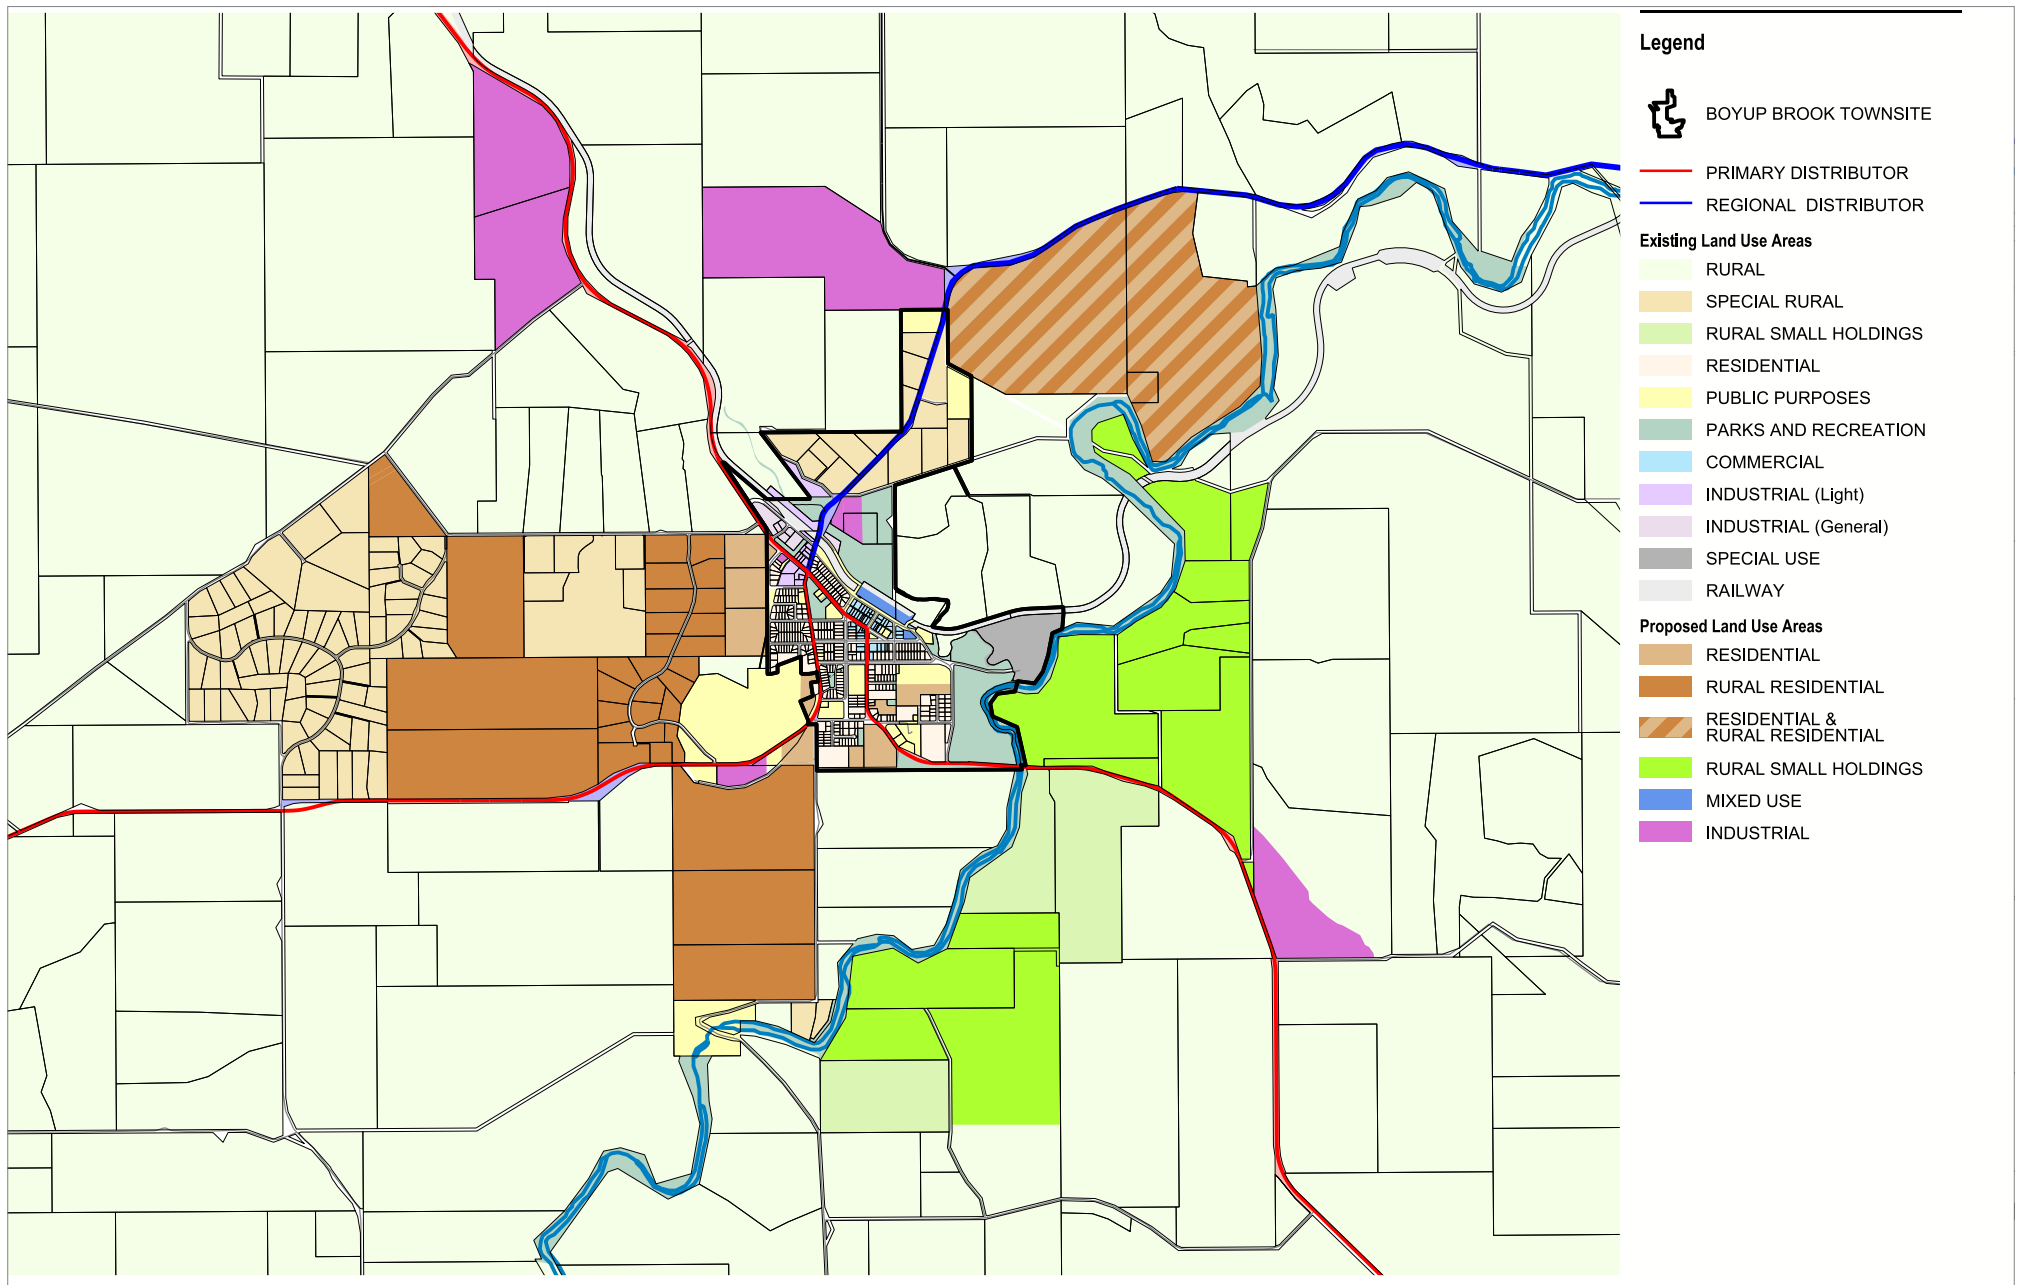 Legend
BOYUP BROOK TOWNSITE
PRIMARY DISTRIBUTOR
REGIONAL DISTRIBUTOR
Existing Land Use Areas
RURAL
SPECIAL RURAL
RURAL SMALL HOLDINGS
RESIDENTIAL
PUBLIC PURPOSES
PARKS AND RECREATION
COMMERCIAL
INDUSTRIAL (Light)
INDUSTRIAL (General)
SPECIAL USE
RAILWAY
Proposed Land Use Areas
RESIDENTIAL
RURAL RESIDENTIAL
RESIDENTIAL &
RURAL RESIDENTIAL
RURAL SMALL HOLDINGS
MIXED USE
INDUSTRIAL